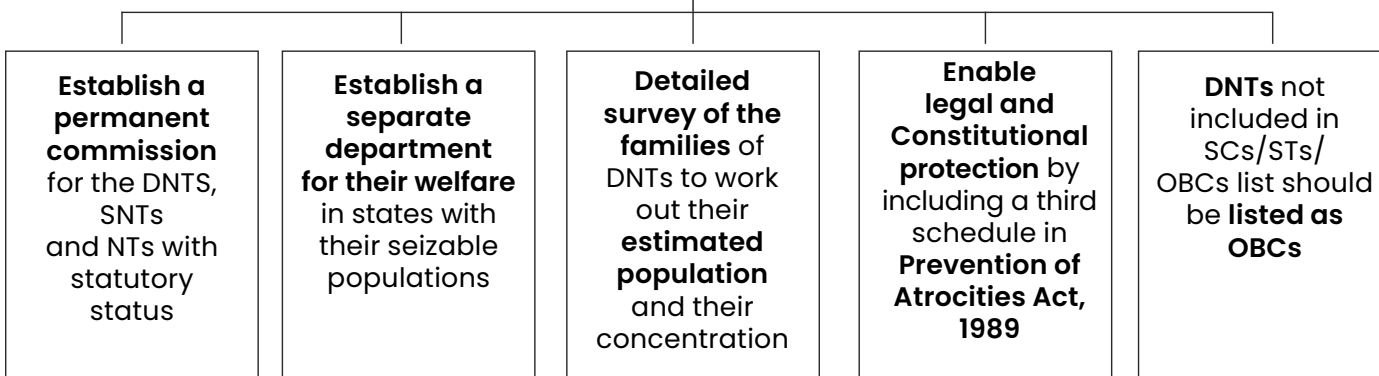 Establish a
permanent
commission
for the DNTS,
SNTs
and NTs with
statutory
status
Establish a
separate
department
for their welfare
in states with
their seizable
populations
Detailed
survey of the
families of
DNTs to work
out their
estimated
population
and their
concentration
Enable
legal and
Constitutional
protection by
including a third
schedule in
Prevention of
Atrocities Act,
1989
DNTs not
included in
SCs/STs/
OBCs list should
be listed as
OBCs